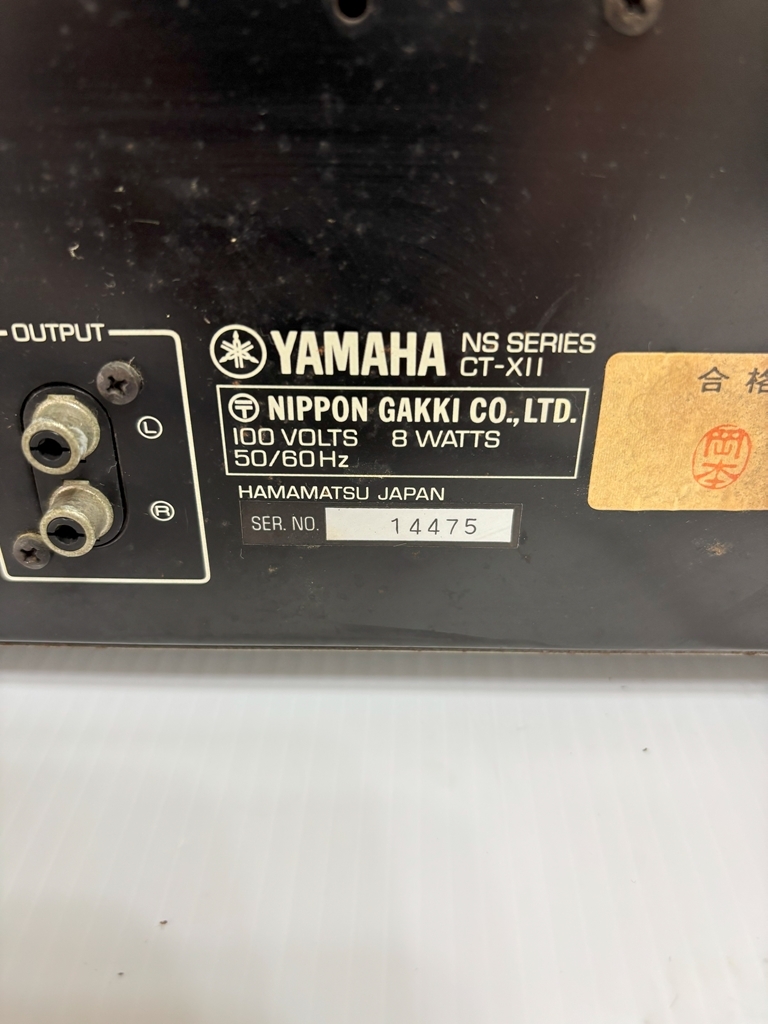 OUTPUT
L
R
YAMAHA
NS SERIES
CT-XII
〒 NIPPON GAKKI CO., LTD.
100 VOLTS 8 WATTS
50/60Hz
HAMAMATSU JAPAN
SER. NO. 14475
合格
岡本